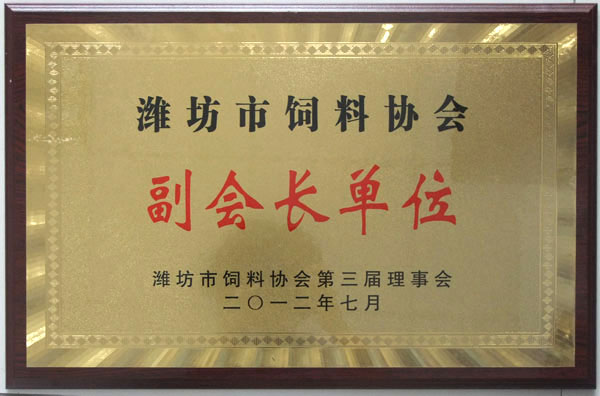 潍坊市饲料协会
副会长单位
潍坊市饲料协会第三届理事会
二〇一二年七月